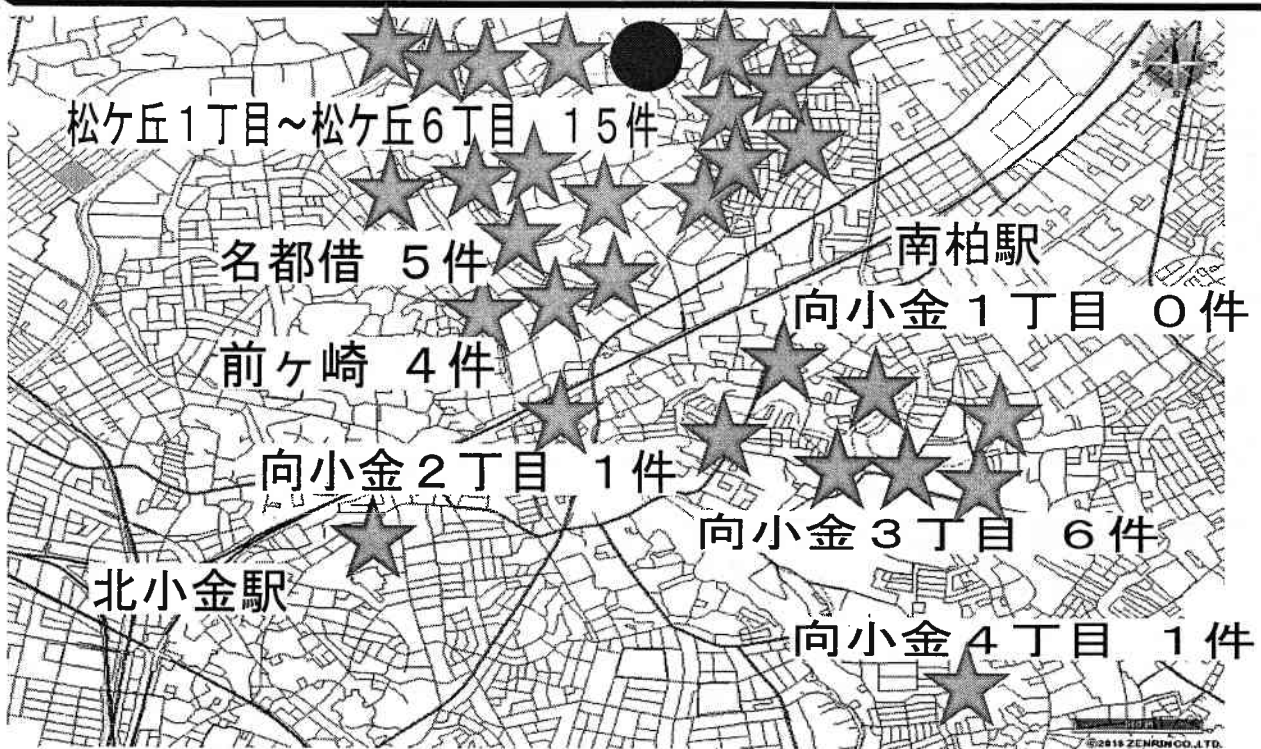 松ケ丘１丁目～松ケ丘６丁目　１５件
名都借　５件
南柏駅
向小金１丁目　０件
前ヶ崎　４件
向小金２丁目　１件
向小金３丁目　６件
北小金駅
向小金４丁目　１件
©2018 ZENRIN CO., LTD.